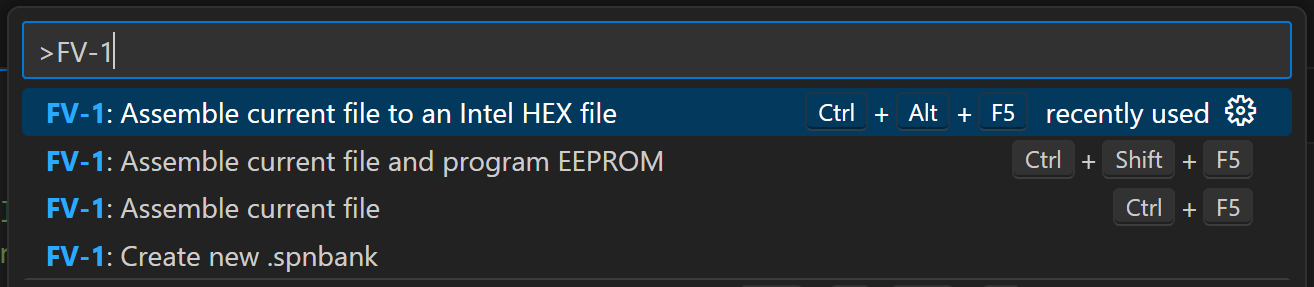 >FV-1
FV-1: Assemble current file to an Intel HEX file Ctrl + Alt + F5 recently used
FV-1: Assemble current file and program EEPROM Ctrl + Shift + F5
FV-1: Assemble current file Ctrl + F5
FV-1: Create new .spnbank